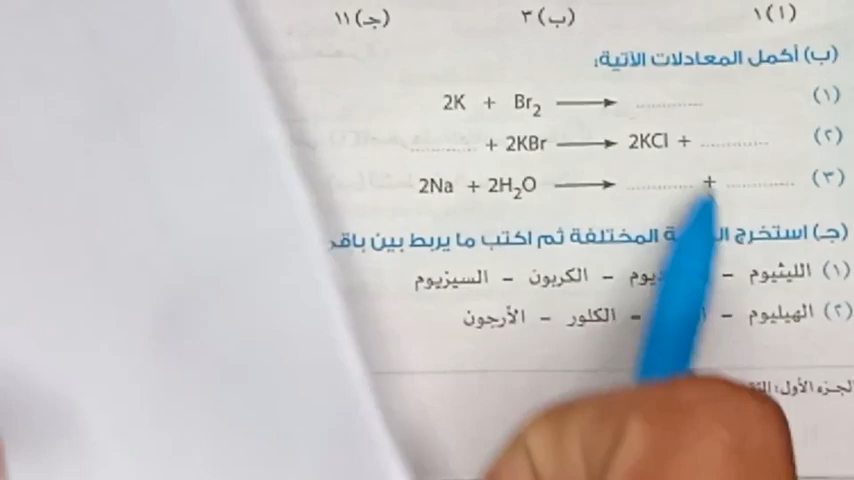 (أ) ١ (ب) ٣ (جـ) ١١
(ب) أكمل المعادلات الآتية:
(١) 2K + Br₂ ⟶ ............
(٢) ............ + 2KBr ⟶ 2KCl + ............
(٣) 2Na + 2H₂O ⟶ ............ + ............
(جـ) استخرج المختلفة ثم اكتب ما يربط بين
(١) الليثيوم – – الكربون – السيزيوم
(٢) الهيليوم – – الكلور – الأرجون
الجزء الأول: